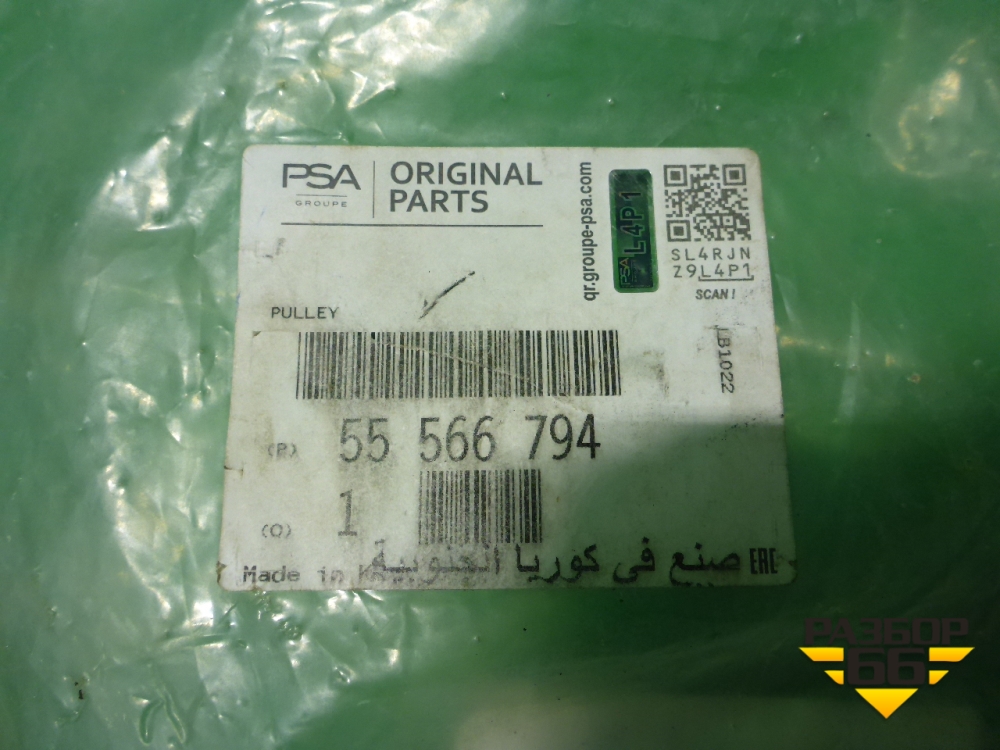 PSA
GROUPE
ORIGINAL
PARTS
qr.groupe-psa.com
PSA L4P1
SL4RJN
Z9L4P1
SCAN!
PULLEY
LB1022
(P) 55 566 794
(Q) 1
صنع في كوريا الجنوبية
Made in
EAC
РАЗБОР
66